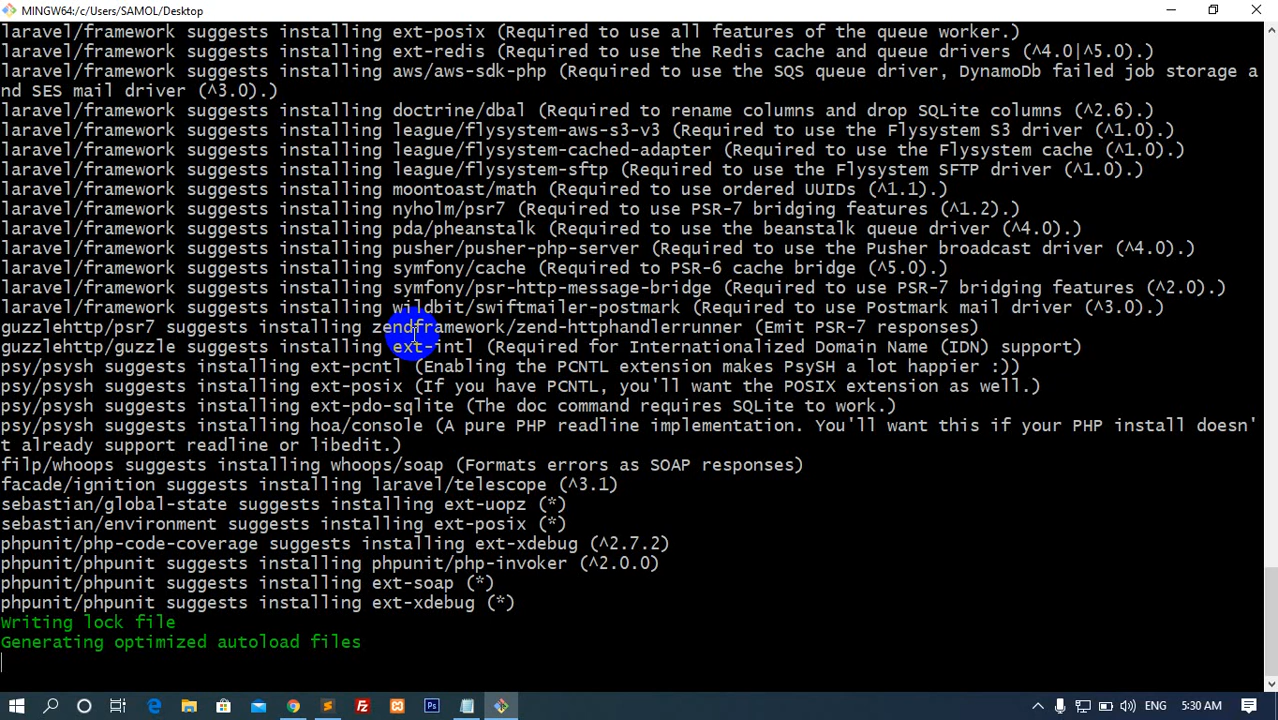 MINGW64:/c/Users/SAMOL/Desktop
laravel/framework suggests installing ext-posix (Required to use all features of the queue worker.)
laravel/framework suggests installing ext-redis (Required to use the Redis cache and queue drivers (^4.0|^5.0).)
laravel/framework suggests installing aws/aws-sdk-php (Required to use the SQS queue driver, DynamoDb failed job storage a
nd SES mail driver (^3.0).)
laravel/framework suggests installing doctrine/dbal (Required to rename columns and drop SQLite columns (^2.6).)
laravel/framework suggests installing league/flysystem-aws-s3-v3 (Required to use the Flysystem S3 driver (^1.0).)
laravel/framework suggests installing league/flysystem-cached-adapter (Required to use the Flysystem cache (^1.0).)
laravel/framework suggests installing league/flysystem-sftp (Required to use the Flysystem SFTP driver (^1.0).)
laravel/framework suggests installing moontoast/math (Required to use ordered UUIDs (^1.1).)
laravel/framework suggests installing nyholm/psr7 (Required to use PSR-7 bridging features (^1.2).)
laravel/framework suggests installing pda/pheanstalk (Required to use the beanstalk queue driver (^4.0).)
laravel/framework suggests installing pusher/pusher-php-server (Required to use the Pusher broadcast driver (^4.0).)
laravel/framework suggests installing symfony/cache (Required to PSR-6 cache bridge (^5.0).)
laravel/framework suggests installing symfony/psr-http-message-bridge (Required to use PSR-7 bridging features (^2.0).)
laravel/framework suggests installing wildbit/swiftmailer-postmark (Required to use Postmark mail driver (^3.0).)
guzzlehttp/psr7 suggests installing zendframework/zend-httphandlerrunner (Emit PSR-7 responses)
guzzlehttp/guzzle suggests installing ext-intl (Required for Internationalized Domain Name (IDN) support)
psy/psysh suggests installing ext-pcntl (Enabling the PCNTL extension makes PsySH a lot happier :))
psy/psysh suggests installing ext-posix (If you have PCNTL, you'll want the POSIX extension as well.)
psy/psysh suggests installing ext-pdo-sqlite (The doc command requires SQLite to work.)
psy/psysh suggests installing hoa/console (A pure PHP readline implementation. You'll want this if your PHP install doesn'
t already support readline or libedit.)
filp/whoops suggests installing whoops/soap (Formats errors as SOAP responses)
facade/ignition suggests installing laravel/telescope (^3.1)
sebastian/global-state suggests installing ext-uopz (*)
sebastian/environment suggests installing ext-posix (*)
phpunit/php-code-coverage suggests installing ext-xdebug (^2.7.2)
phpunit/phpunit suggests installing phpunit/php-invoker (^2.0.0)
phpunit/phpunit suggests installing ext-soap (*)
phpunit/phpunit suggests installing ext-xdebug (*)
Writing lock file
Generating optimized autoload files
Fz
Ps
ENG
5:30 AM